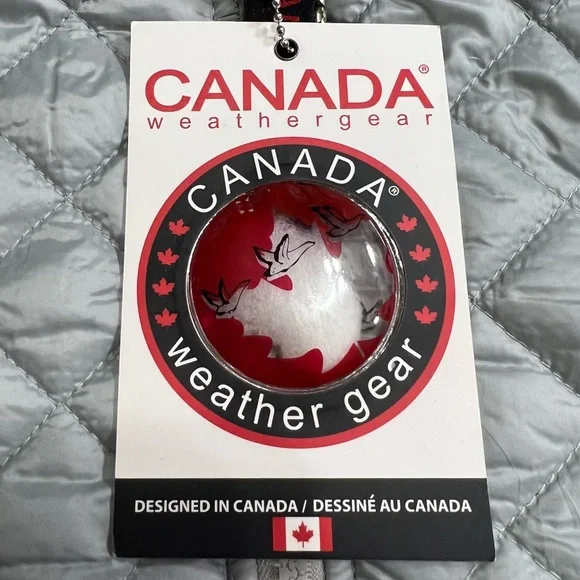 CANADA®
weathergear
CANADA®
weather gear
DESIGNED IN CANADA / DESSINÉ AU CANADA